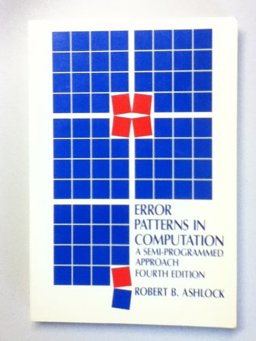 ERROR
PATTERNS IN
COMPUTATION
A SEMI-PROGRAMMED
APPROACH
FOURTH EDITION
ROBERT B. ASHLOCK